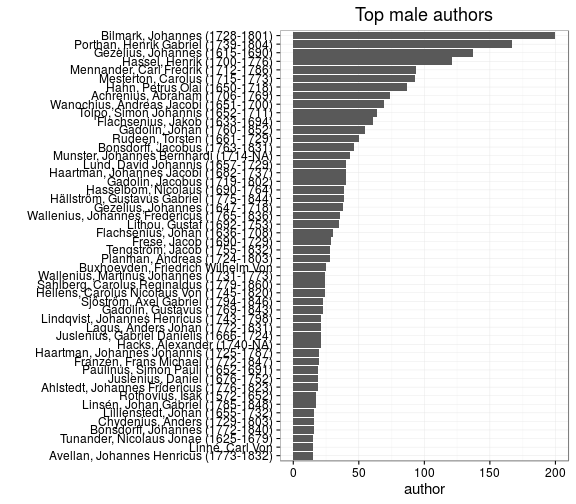 Top male authors
Bilmark, Johannes (1728-1801)
Porthan, Henrik Gabriel (1739-1804)
Gezelius, Johannes (1615-1690)
Hassel, Henrik (1700-1776)
Mennander, Carl Fredrik (1712-1786)
Mesterton, Carolus (1715-1773)
Hahn, Petrus Olai (1650-1718)
Achrenius, Abraham (1706-1769)
Wanochius, Andreas Jacobi (1651-1700)
Tolpo, Simon Johannis (1652-1711)
Flachsenius, Jakob (1633-1694)
Gadolin, Johan (1760-1852)
Rudeen, Torsten (1661-1729)
Bonsdorff, Jacobus (1763-1831)
Munster, Johannes Bernhardi (1714-NA)
Lund, David Johannis (1657-1729)
Haartman, Johannes Jacobi (1682-1737)
Gadolin, Jacobus (1719-1802)
Hasselbom, Nicolaus (1690-1764)
Hällström, Gustavus Gabriel (1775-1844)
Gezelius, Johannes (1647-1718)
Wallenius, Johannes Fredericus (1765-1836)
Lithou, Gustaf (1692-1753)
Flachsenius, Johan (1636-1708)
Frese, Jacob (1690-1729)
Tengström, Jacob (1755-1832)
Planman, Andreas (1724-1803)
Buxhoevden, Friedrich Wilhelm Von
Wallenius, Martinus Johannes (1731-1773)
Sahlberg, Carolus Reginaldus (1779-1860)
Hellens, Carolus Nicolaus Von (1745-1820)
Sjöström, Axel Gabriel (1794-1846)
Gadolin, Gustavus (1769-1843)
Lindqvist, Johannes Henricus (1743-1798)
Lagus, Anders Johan (1772-1831)
Juslenius, Gabriel Danielis (1666-1724)
Hacks, Alexander (1740-NA)
Haartman, Johannes Johannis (1725-1787)
Franzén, Frans Michael (1772-1847)
Paulinus, Simon Pauli (1652-1691)
Juslenius, Daniel (1676-1752)
Ahlstedt, Johannes Fridericus (1776-1823)
Rothovius, Isak (1572-1652)
Linsén, Johan Gabriel (1785-1848)
Lillienstedt, Johan (1655-1732)
Chydenius, Anders (1729-1803)
Bonsdorff, Johannes (1772-1840)
Tunander, Nicolaus Jonae (1625-1679)
Linné, Carl Von
Avellan, Johannes Henricus (1773-1832)
0 50 100 150 200
author